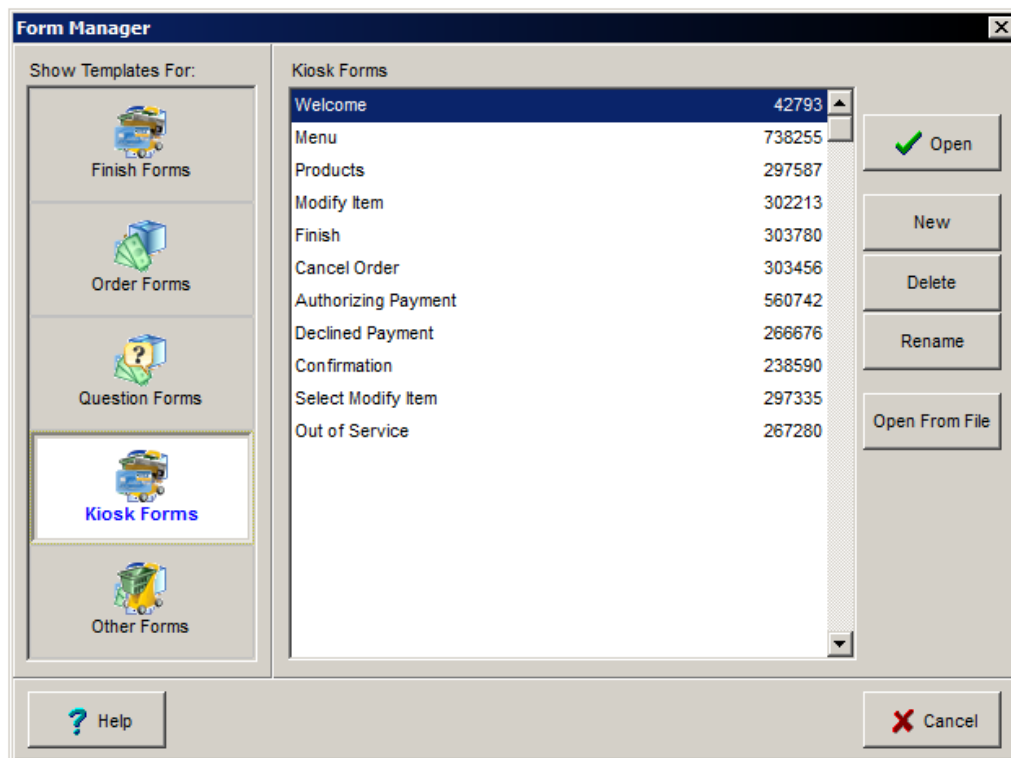 Form Manager
Show Templates For:
Finish Forms
Order Forms
Question Forms
Kiosk Forms
Other Forms
Kiosk Forms
Welcome 42793
Menu 738255
Products 297587
Modify Item 302213
Finish 303780
Cancel Order 303456
Authorizing Payment 560742
Declined Payment 266676
Confirmation 238590
Select Modify Item 297335
Out of Service 267280
Open
New
Delete
Rename
Open From File
Help
Cancel